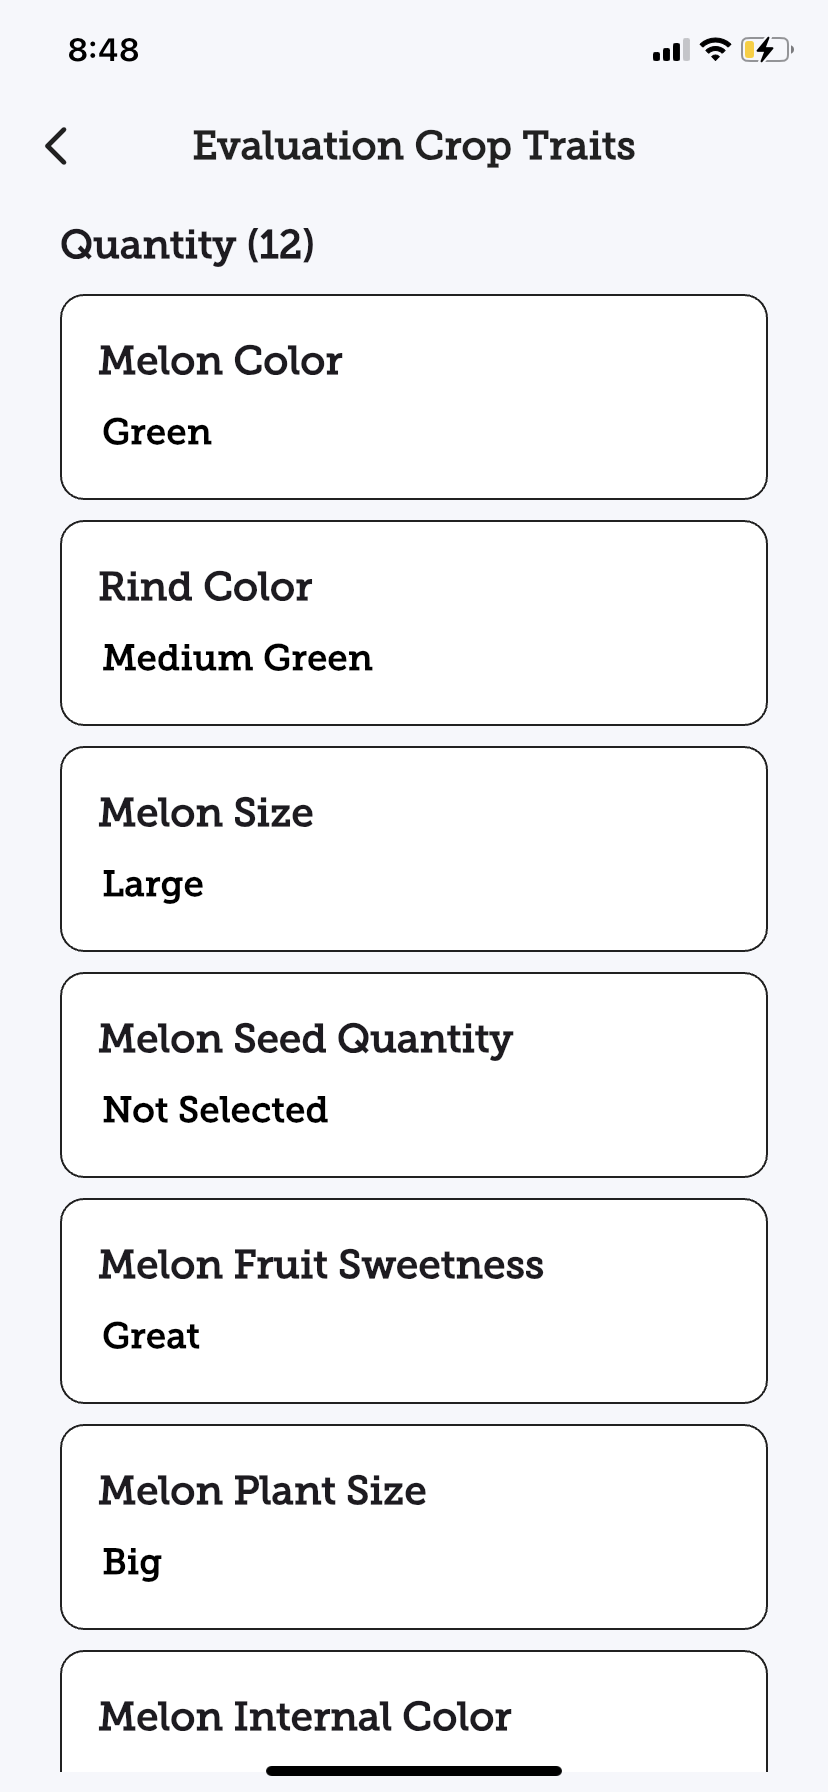 8:48
Evaluation Crop Traits
Quantity (12)
Melon Color
Green
Rind Color
Medium Green
Melon Size
Large
Melon Seed Quantity
Not Selected
Melon Fruit Sweetness
Great
Melon Plant Size
Big
Melon Internal Color